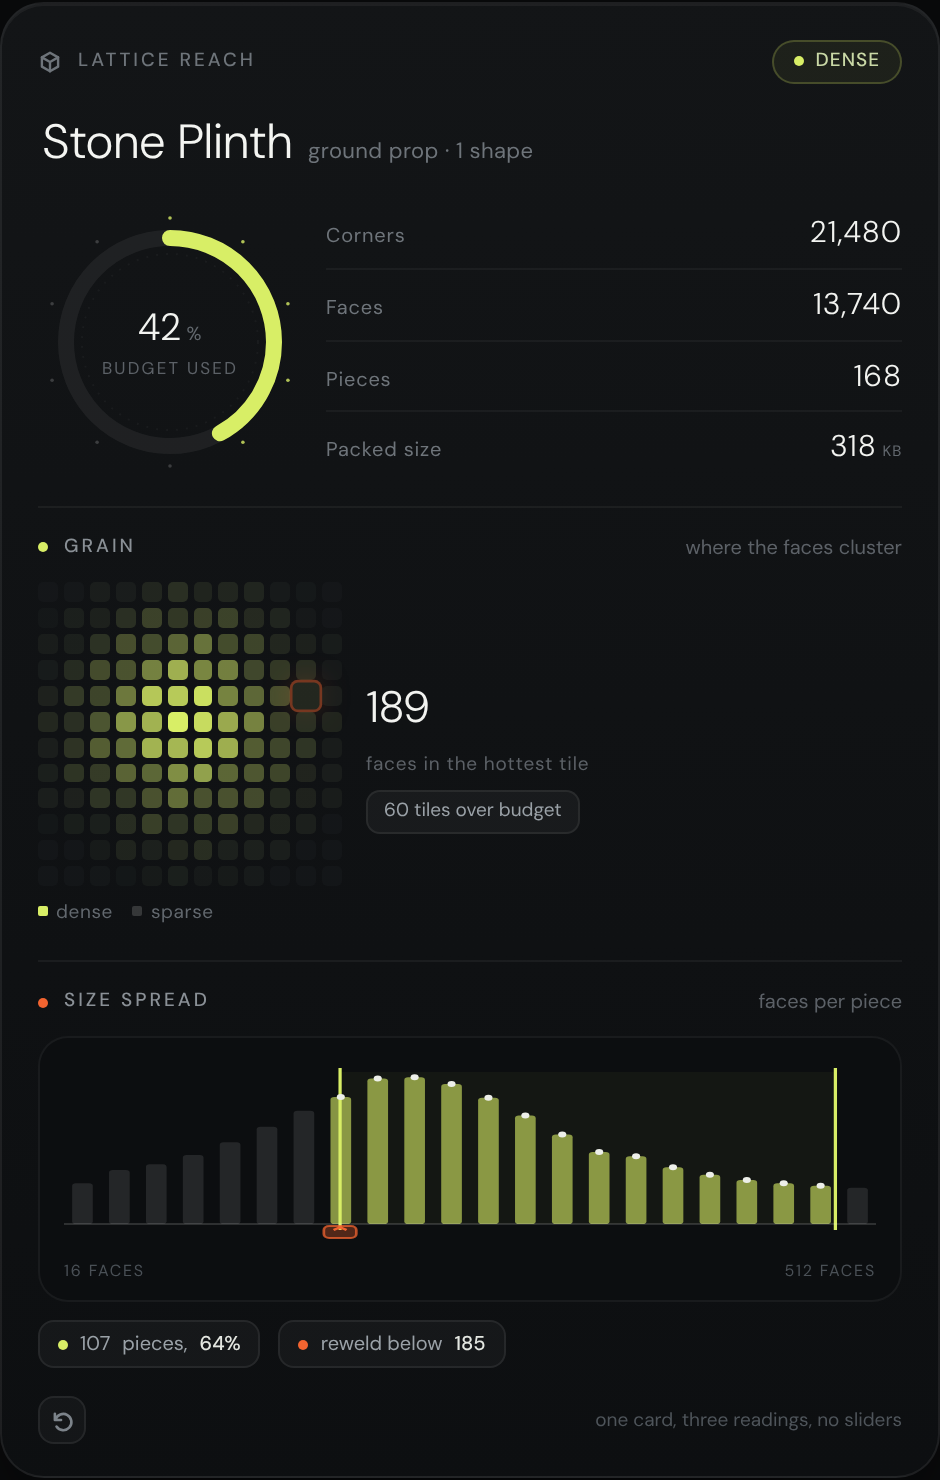 LATTICE REACH
DENSE
Stone Plinth ground prop · 1 shape
Corners 21,480
Faces 13,740
42 %
BUDGET USED
Pieces 168
Packed size 318 KB
GRAIN
where the faces cluster
189
faces in the hottest tile
60 tiles over budget
dense sparse
SIZE SPREAD
faces per piece
16 FACES 512 FACES
107 pieces, 64%
reweld below 185
one card, three readings, no sliders